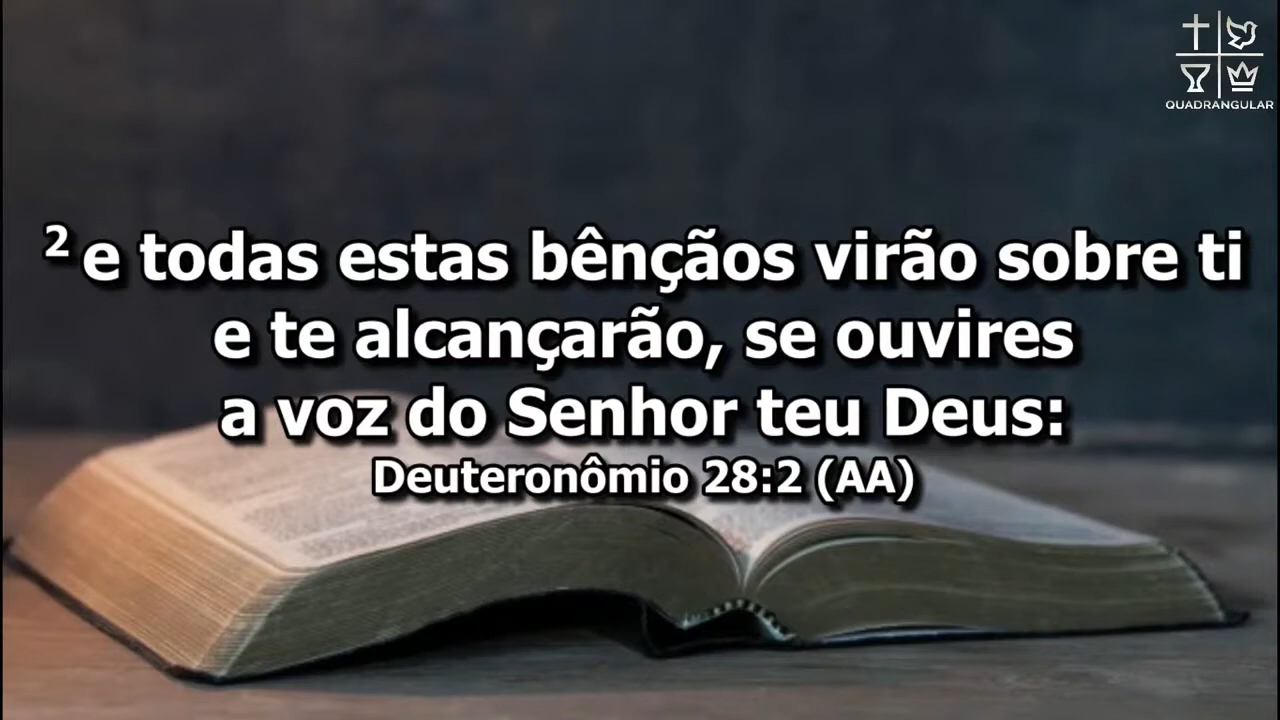 QUADRANGULAR
² e todas estas bênçãos virão sobre ti
e te alcançarão, se ouvires
a voz do Senhor teu Deus:
Deuteronômio 28:2 (AA)